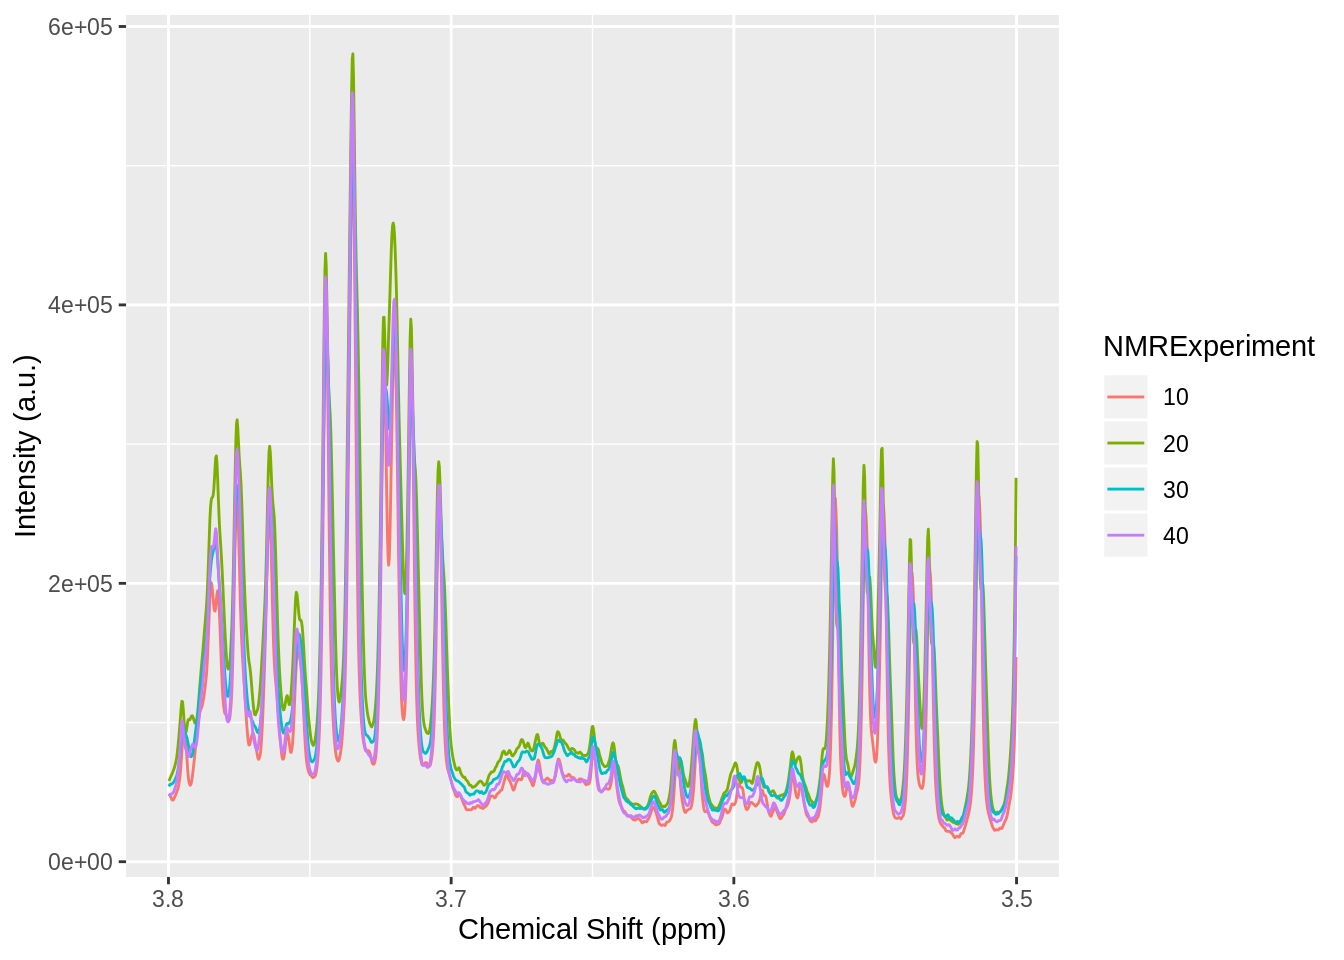 6e+05
4e+05
2e+05
0e+00
Intensity (a.u.)
3.8 3.7 3.6 3.5
Chemical Shift (ppm)
NMRExperiment
10
20
30
40